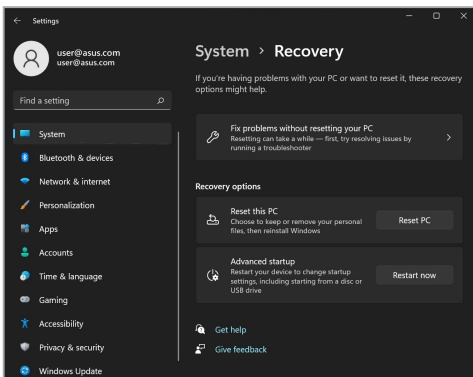 Settings
user@asus.com
user@asus.com
Find a setting
System
Bluetooth & devices
Network & internet
Personalization
Apps
Accounts
Time & language
Gaming
Accessibility
Privacy & security
Windows Update
System > Recovery
If you're having problems with your PC or want to reset it, these recovery
options might help.
Fix problems without resetting your PC
Resetting can take a while — first, try resolving issues by
running a troubleshooter
Recovery options
Reset this PC
Choose to keep or remove your personal
files, then reinstall Windows
Reset PC
Advanced startup
Restart your device to change startup
settings, including starting from a disc or
USB drive
Restart now
Get help
Give feedback